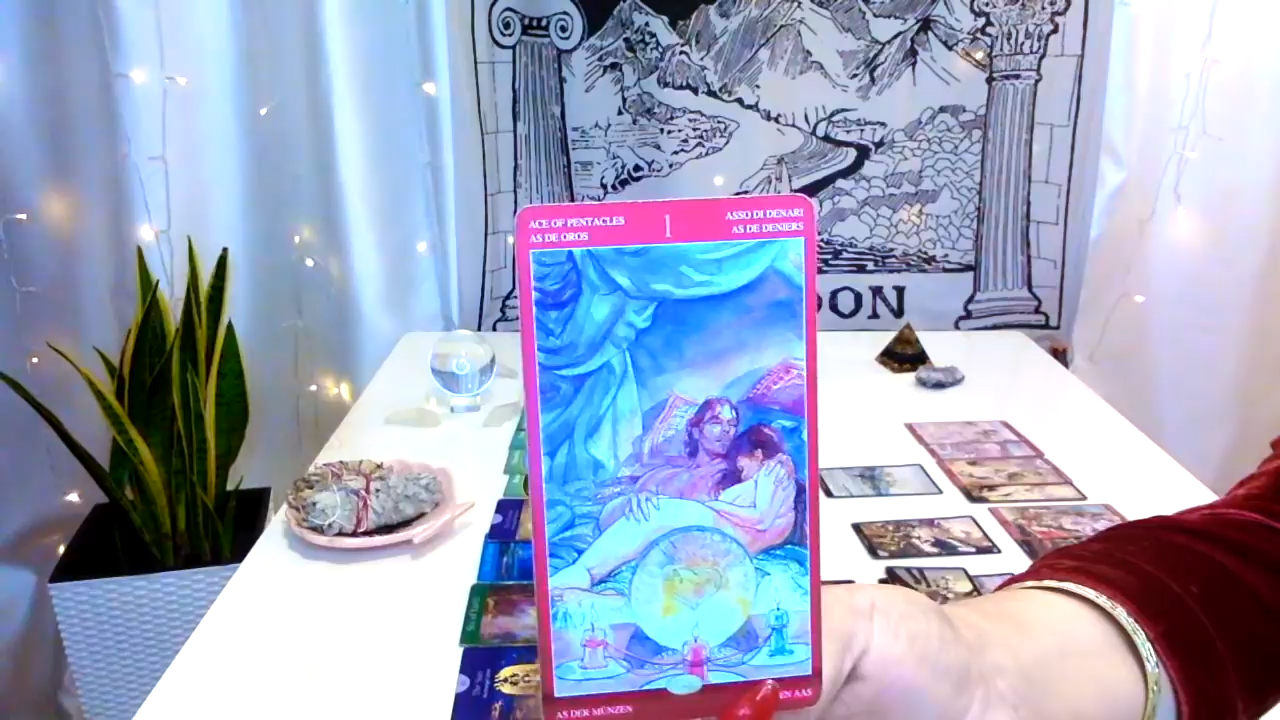 ACE OF PENTACLES
AS DE OROS
1
ASSO DI DENARI
AS DE DENIERS
AS DER MÜNZEN
EN AAS
OON